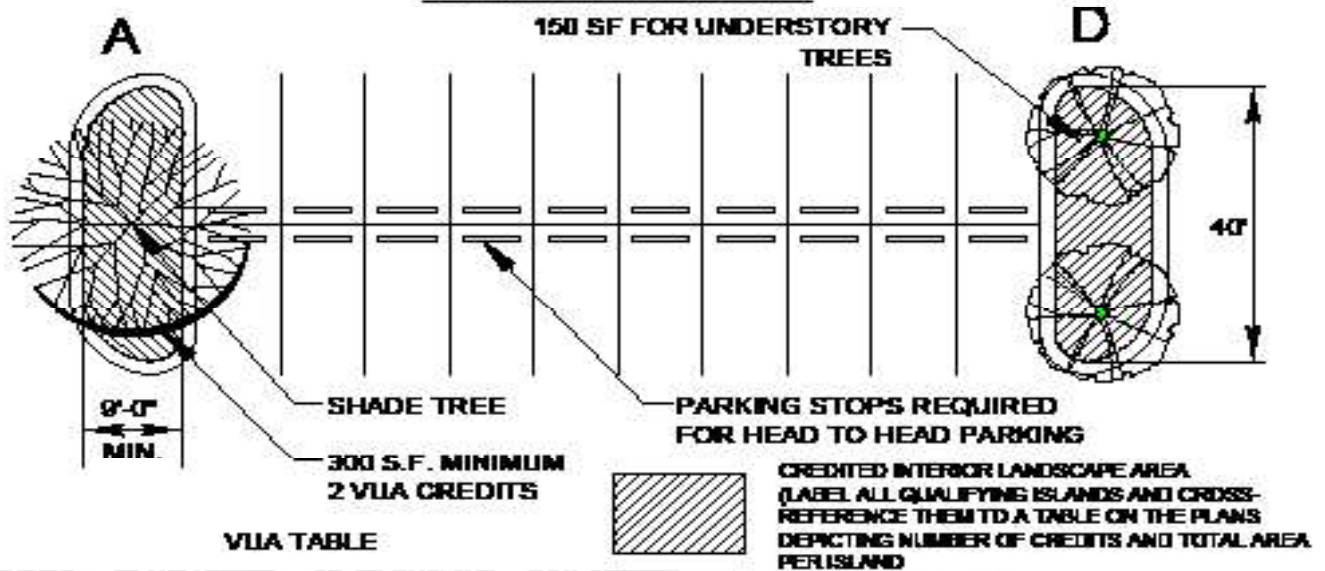 A
150 SF FOR UNDERSTORY
TREES
D
40'
9'-0"
MIN.
SHADE TREE
300 S.F. MINIMUM
2 VUA CREDITS
PARKING STOPS REQUIRED
FOR HEAD TO HEAD PARKING
CREDITED INTERIOR LANDSCAPE AREA
(LABEL ALL QUALIFYING ISLANDS AND CROSS-
REFERENCE THEM TO A TABLE ON THE PLANS
DEPICTING NUMBER OF CREDITS AND TOTAL AREA
PER ISLAND
VUA TABLE